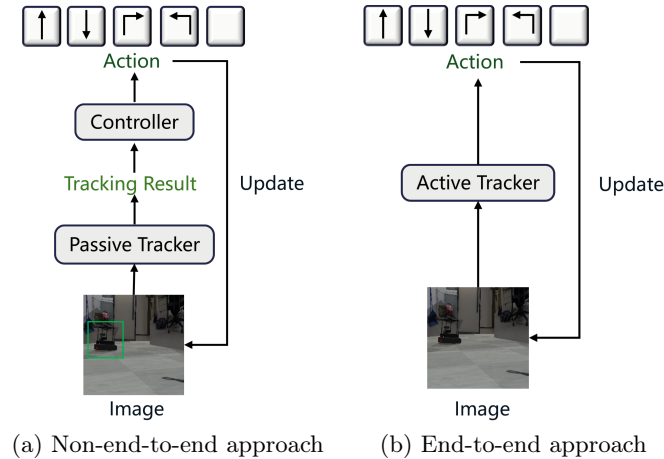 Action
Controller
Tracking Result
Update
Passive Tracker
Image
(a) Non-end-to-end approach
Action
Active Tracker
Update
Image
(b) End-to-end approach